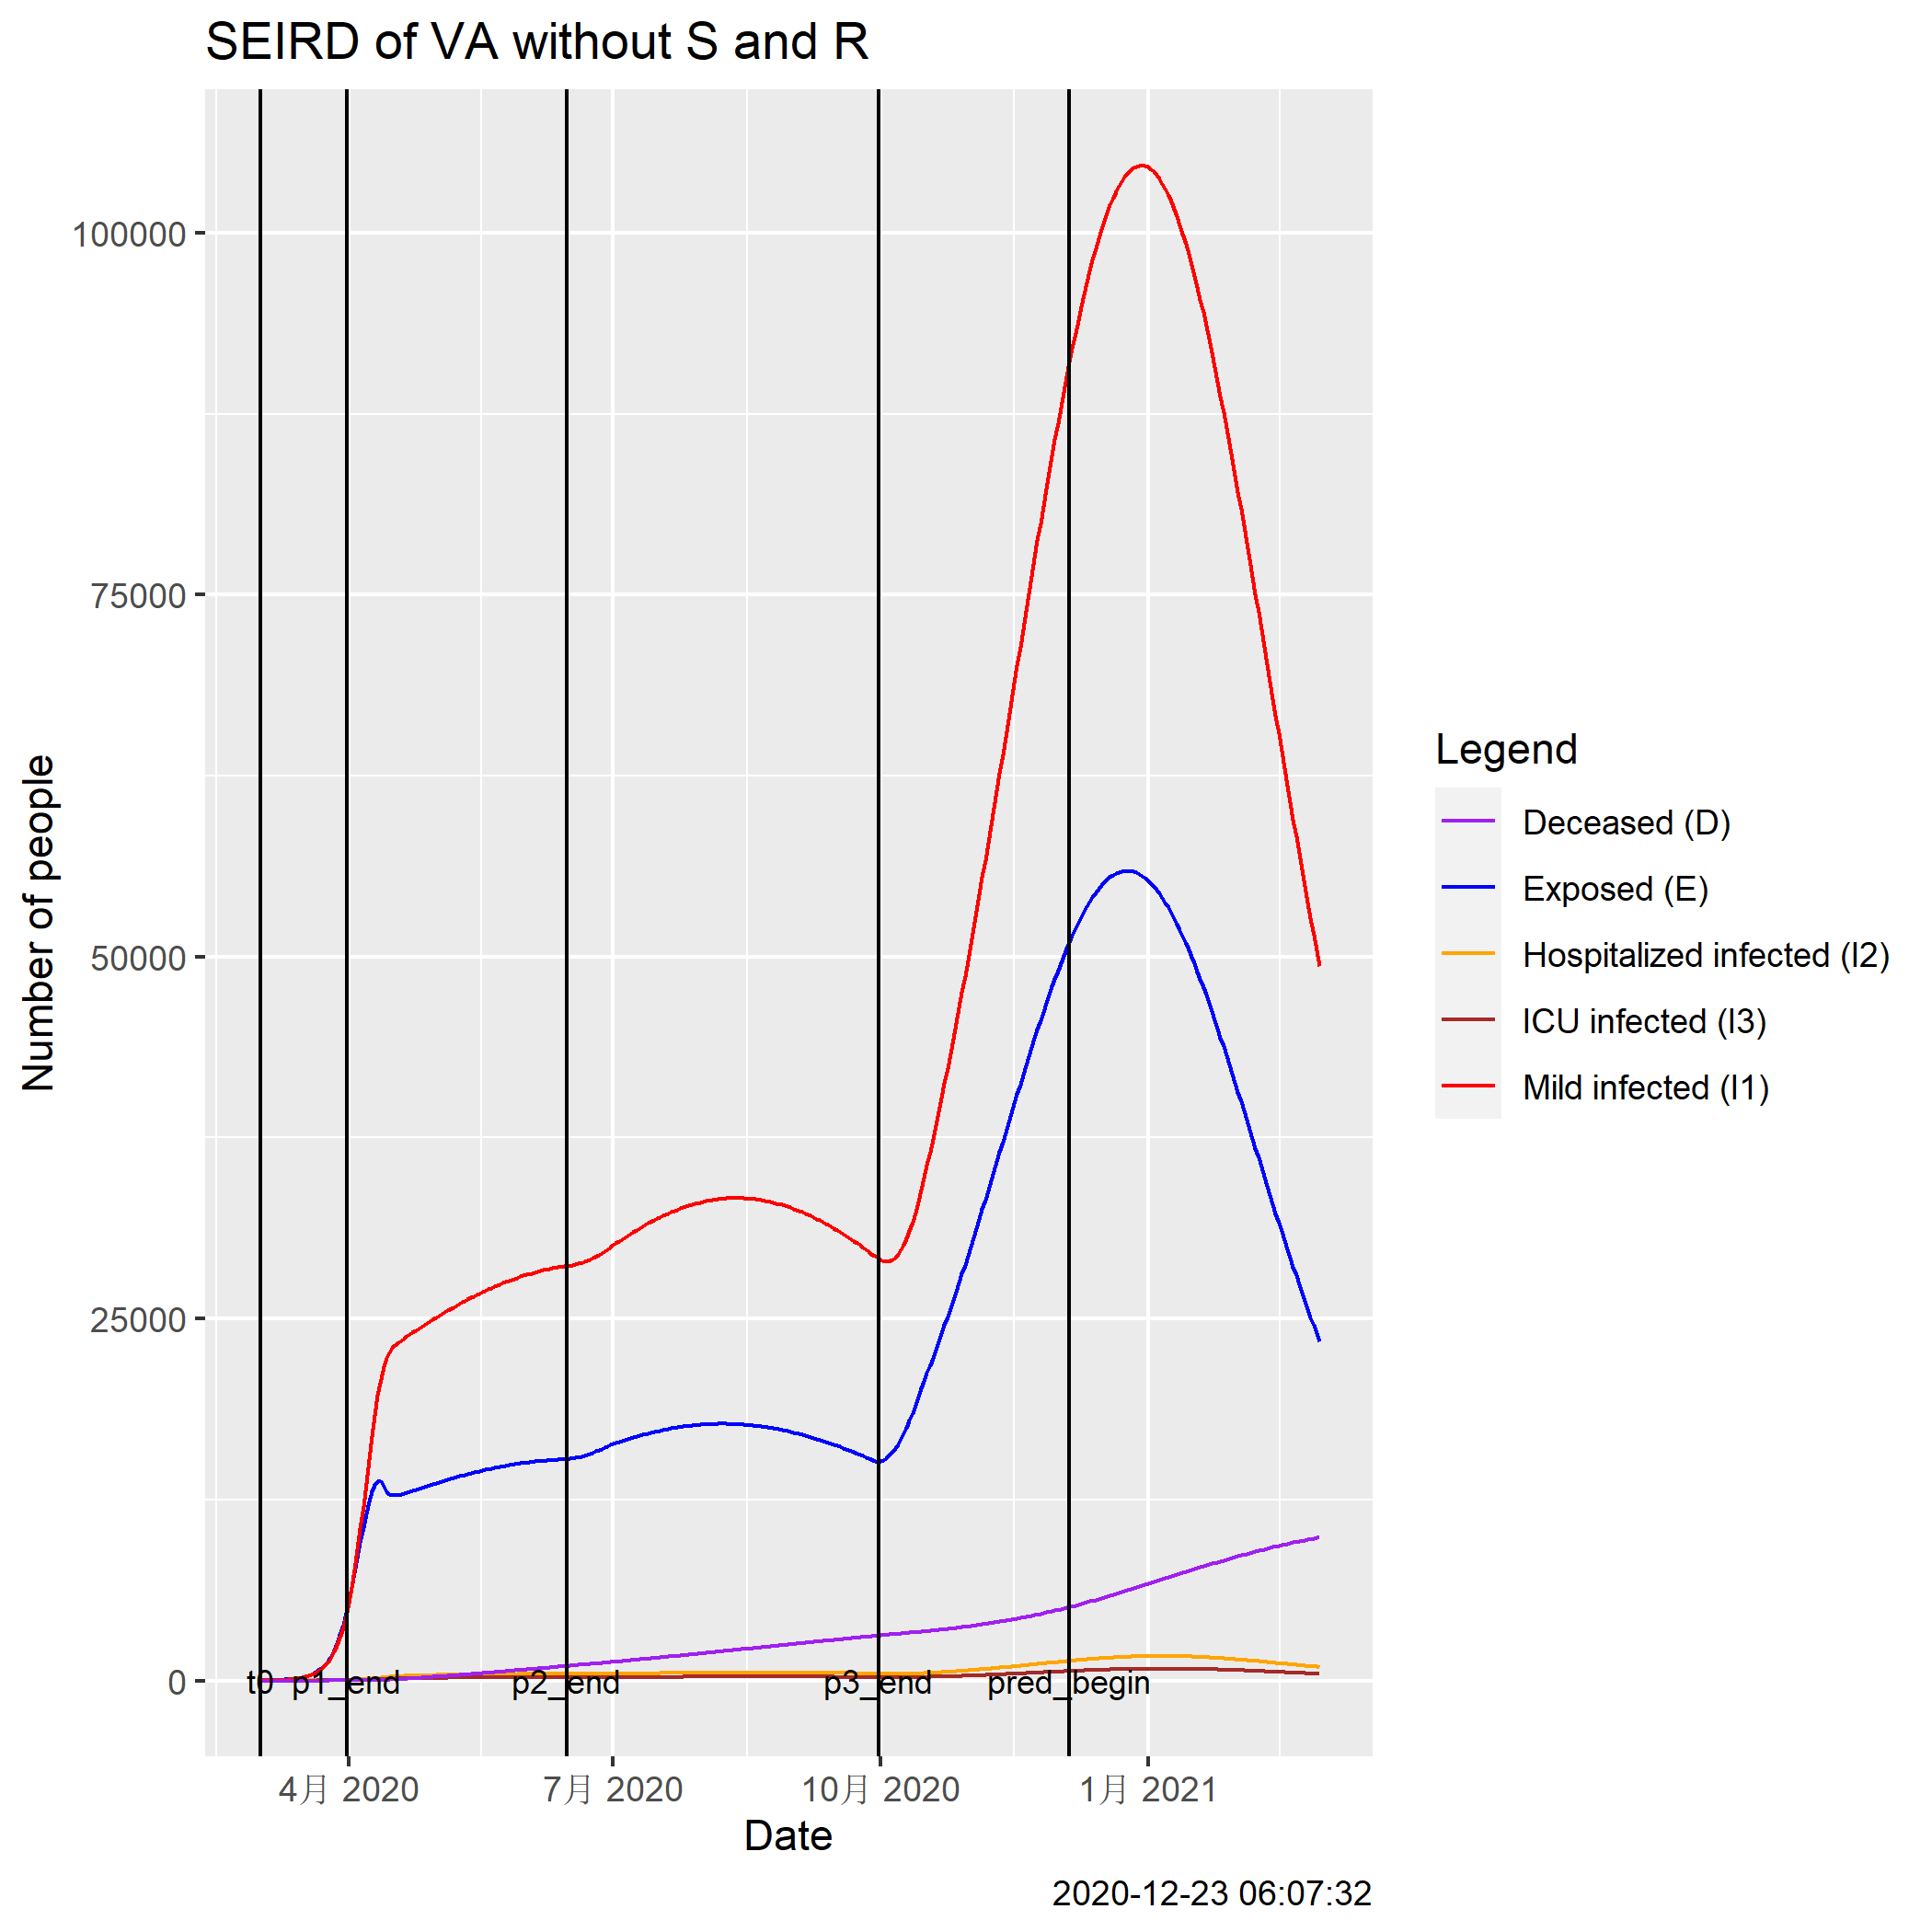 SEIRD of VA without S and R
Number of people
100000
75000
50000
25000
0
t0 p1_end p2_end p3_end pred_begin
4月 2020 7月 2020 10月 2020 1月 2021
Date
Legend
Deceased (D)
Exposed (E)
Hospitalized infected (I2)
ICU infected (I3)
Mild infected (I1)
2020-12-23 06:07:32